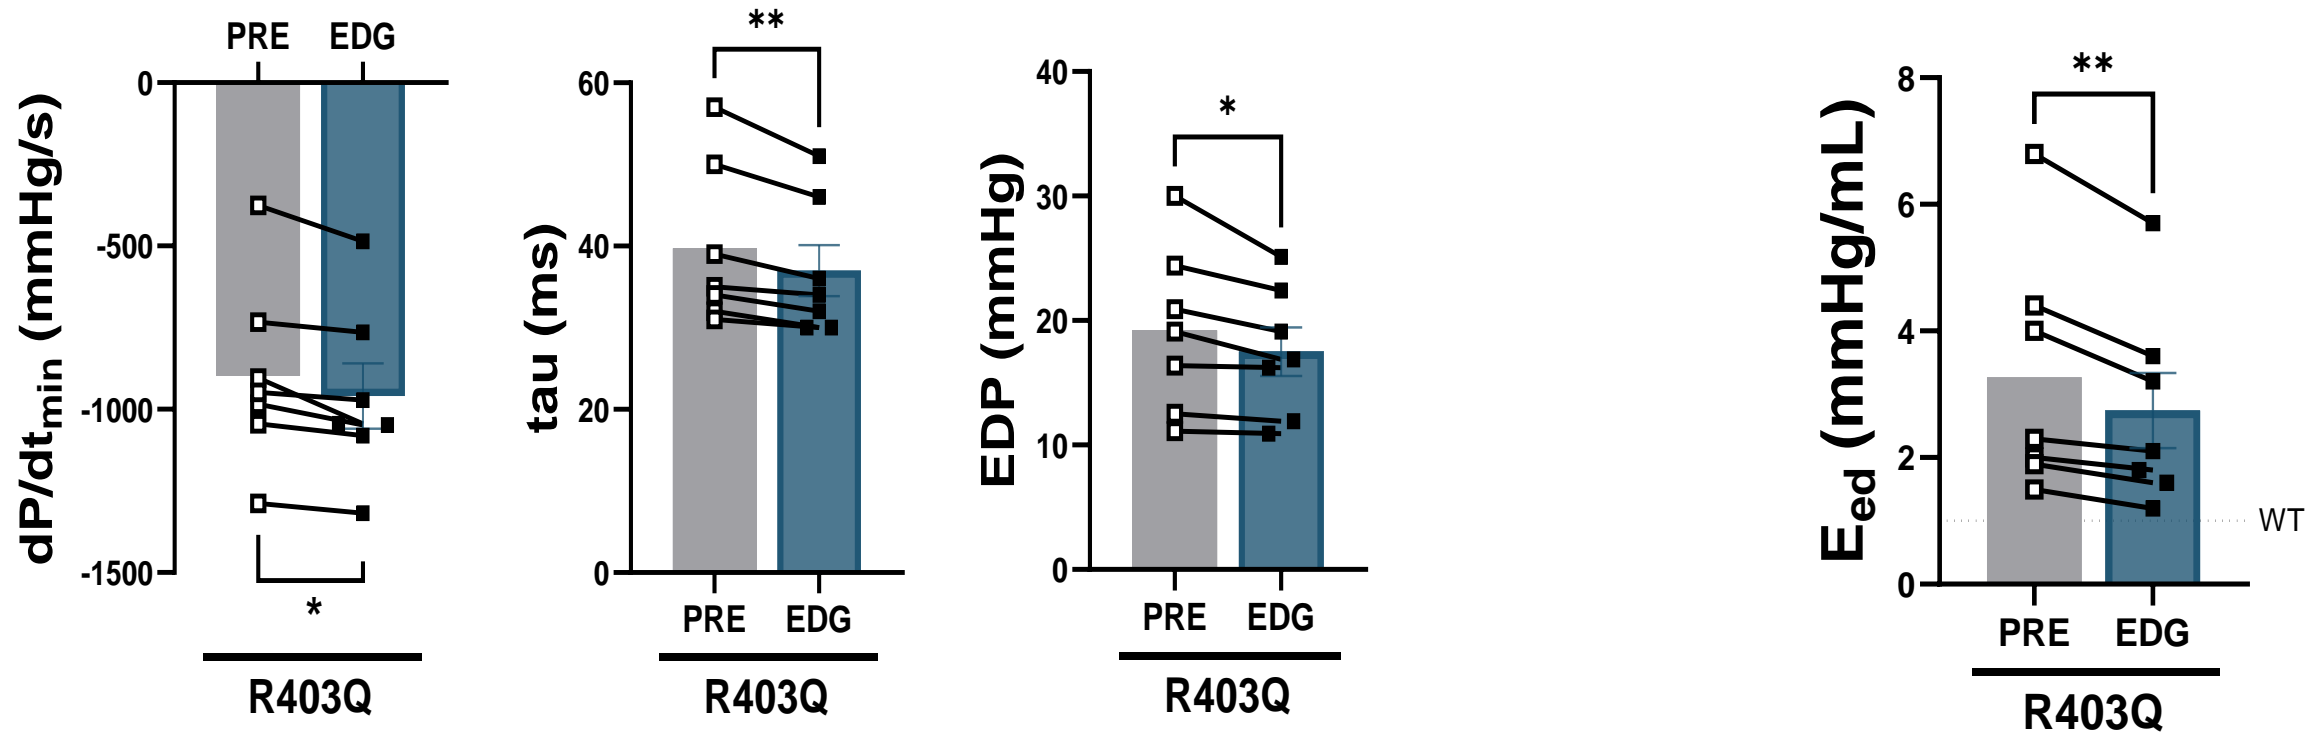 PRE EDG
dP/dtmin (mmHg/s)
0
-500
-1000
-1500
*
R403Q
**
tau (ms)
60
40
20
0
PRE EDG
R403Q
*
EDP (mmHg)
40
30
20
10
0
PRE EDG
R403Q
**
Eed (mmHg/mL)
8
6
4
2
0
WT
PRE EDG
R403Q